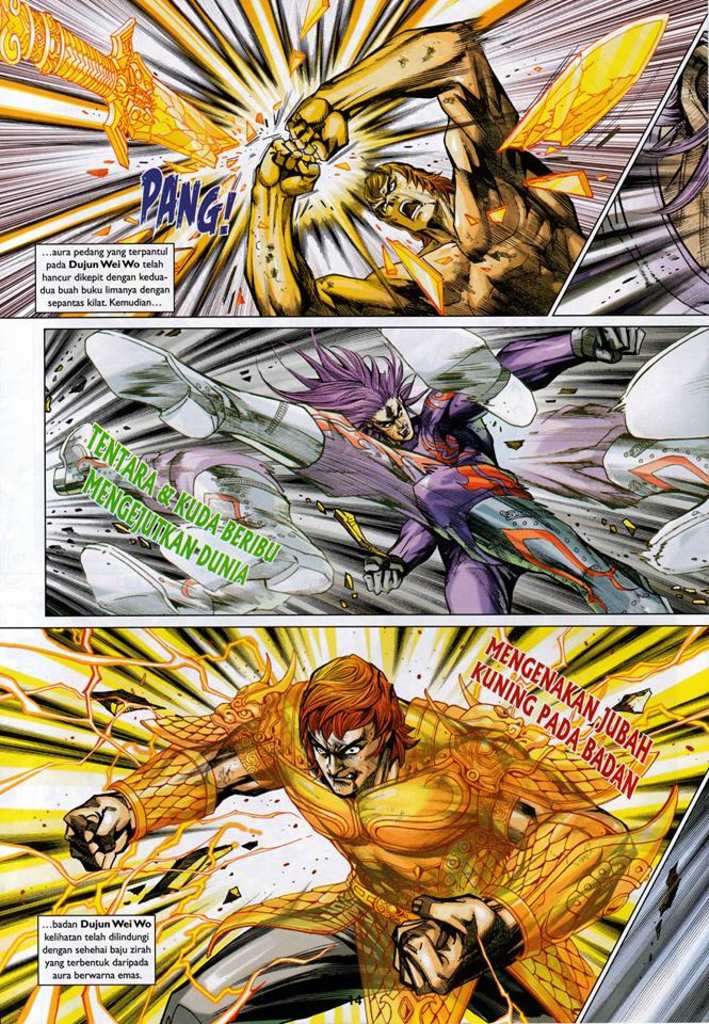 PANG!
...aura pedang yang terpantul
pada Dujun Wei Wo telah
hancur dikepit dengan kedua-
dua buah buku limanya dengan
sepantas kilat. Kemudian...
TENTARA & KUDA BERIBU
MENGEJUTKAN DUNIA
MENGENAKAN JUBAH
KUNING PADA BADAN
...badan Dujun Wei Wo
kelihatan telah dilindungi
dengan sehehai baju zirah
yang terbentuk daripada
aura berwarna emas.
14